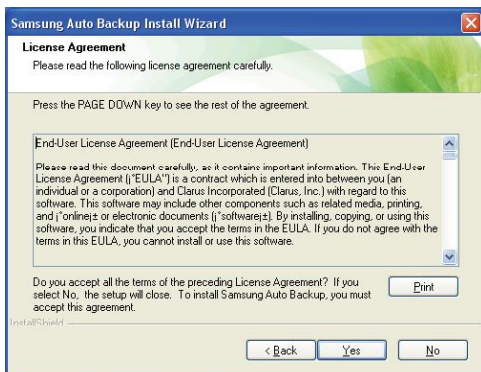 Samsung Auto Backup Install Wizard
License Agreement
Please read the following license agreement carefully.
Press the PAGE DOWN key to see the rest of the agreement.
End-User License Agreement (End-User License Agreement)
Please read this document carefully, as it contains important information. This End-User
License Agreement (¡°EULA") is a contract which is entered into between you (an
individual or a corporation) and Clarus Incorporated (Clarus, Inc.) with regard to this
software. This software may include other components such as related media, printing,
and ¡°online¡± or electronic documents (¡°software¡±). By installing, copying, or using this
software, you indicate that you accept the terms in the EULA. If you do not agree with the
terms in this EULA, you cannot install or use this software.
Do you accept all the terms of the preceding License Agreement? If you
select No, the setup will close. To install Samsung Auto Backup, you must
accept this agreement.
Print
InstallShield
< Back
Yes
No